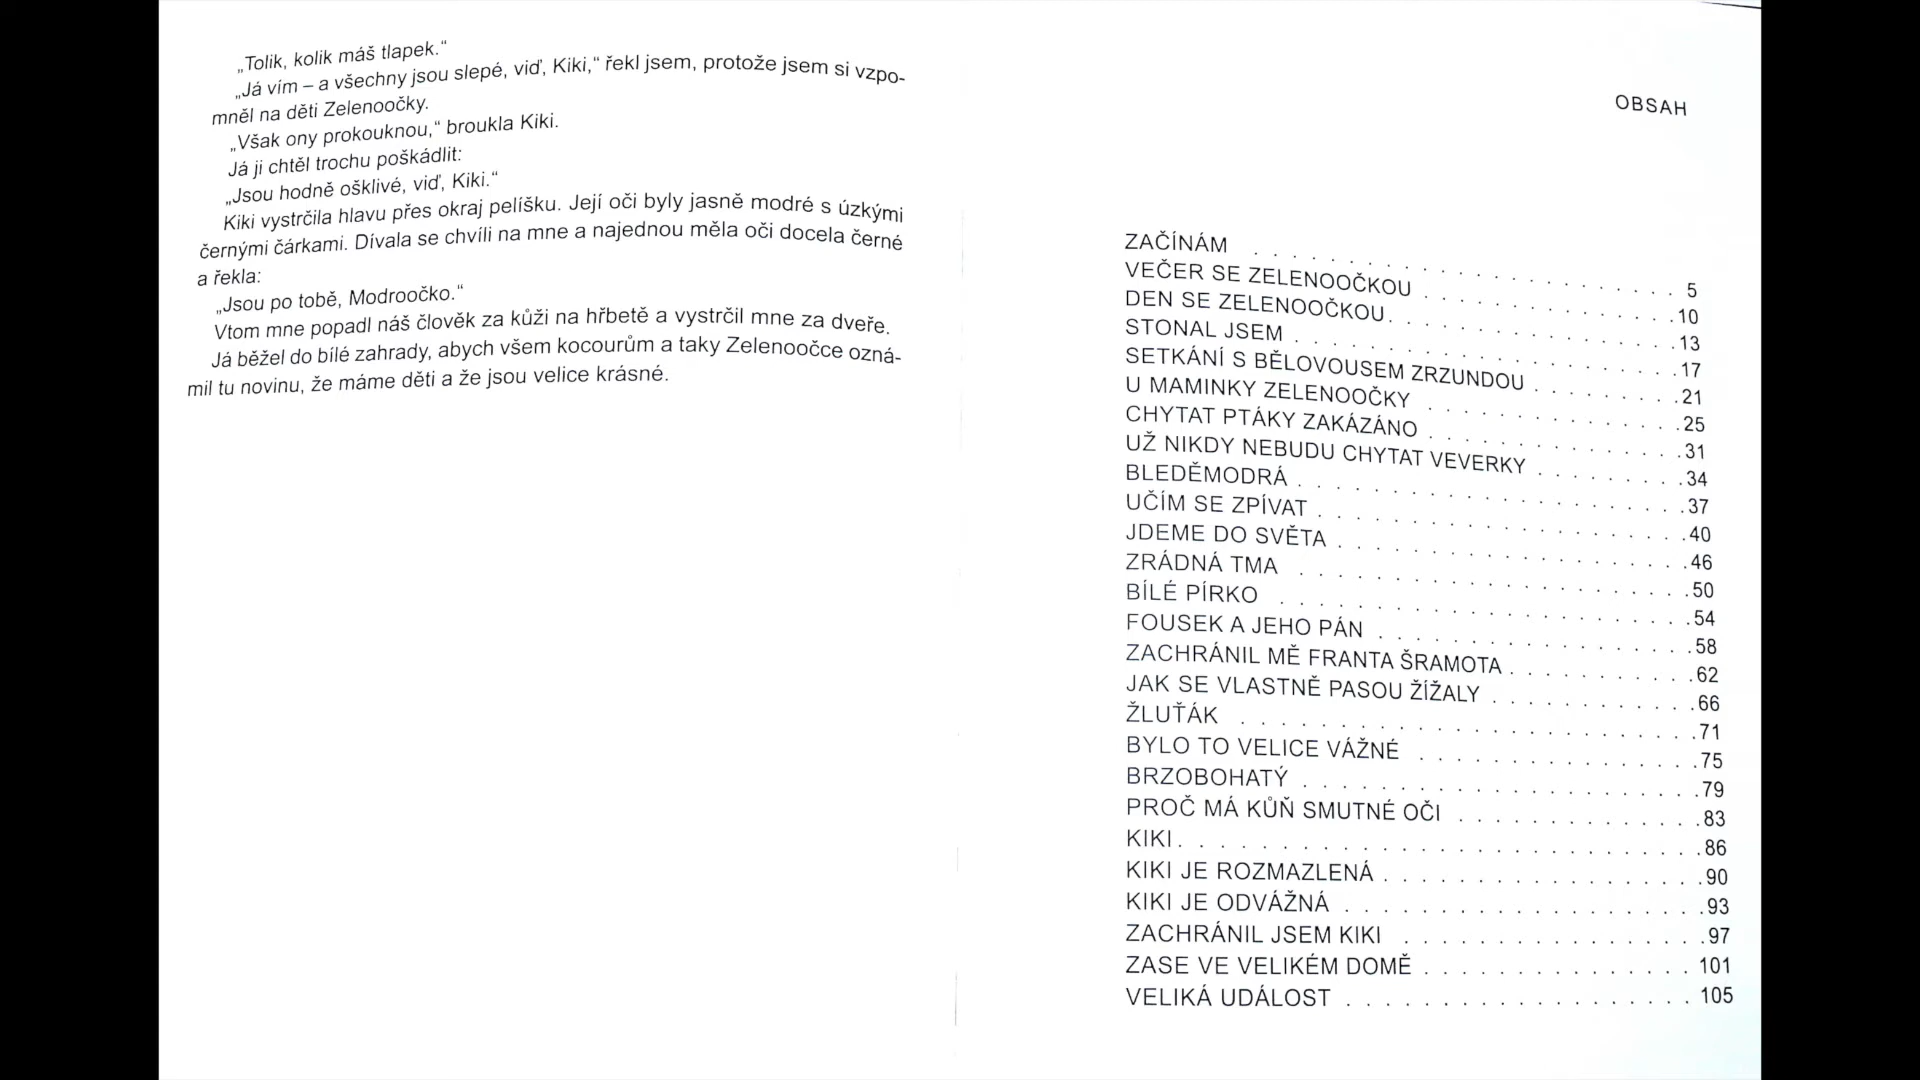 „Tolik, kolik máš tlapek.“
„Já vím – a všechny jsou slepé, viď, Kiki,“ řekl jsem, protože jsem si vzpo-
mněl na děti Zelenoočky.
„Však ony prokouknou,“ broukla Kiki.
Já ji chtěl trochu poškádlit:
„Jsou hodně ošklivé, viď, Kiki.“
Kiki vystrčila hlavu přes okraj pelíšku. Její oči byly jasně modré s úzkými
černými čárkami. Dívala se chvíli na mne a najednou měla oči docela černé
a řekla:
„Jsou po tobě, Modroočko.“
Vtom mne popadl náš člověk za kůži na hřbetě a vystrčil mne za dveře.
Já běžel do bílé zahrady, abych všem kocourům a taky Zelenoočce ozná-
mil tu novinu, že máme děti a že jsou velice krásné.
OBSAH
ZAČÍNÁM . . . . . . . . . . . . . . . . . . . . . . 5
VEČER SE ZELENOOČKOU . . . . . . . . . . . . . . 10
DEN SE ZELENOOČKOU . . . . . . . . . . . . . . . 13
STONAL JSEM . . . . . . . . . . . . . . . . . . . . 17
SETKÁNÍ S BĚLOVOUSEM ZRZUNDOU . . . . . . . . 21
U MAMINKY ZELENOOČKY . . . . . . . . . . . . . . 25
CHYTAT PTÁKY ZAKÁZÁNO . . . . . . . . . . . . . . 31
UŽ NIKDY NEBUDU CHYTAT VEVERKY . . . . . . . . 34
BLEDĚMODRÁ . . . . . . . . . . . . . . . . . . . . 37
UČÍM SE ZPÍVAT . . . . . . . . . . . . . . . . . . . 40
JDEME DO SVĚTA . . . . . . . . . . . . . . . . . . 46
ZRÁDNÁ TMA . . . . . . . . . . . . . . . . . . . . 50
BÍLÉ PÍRKO . . . . . . . . . . . . . . . . . . . . . 54
FOUSEK A JEHO PÁN . . . . . . . . . . . . . . . . 58
ZACHRÁNIL MĚ FRANTA ŠRAMOTA . . . . . . . . . . 62
JAK SE VLASTNĚ PASOU ŽÍŽALY . . . . . . . . . . . 66
ŽLUŤÁK . . . . . . . . . . . . . . . . . . . . . . . 71
BYLO TO VELICE VÁŽNÉ . . . . . . . . . . . . . . . 75
BRZOBOHATÝ . . . . . . . . . . . . . . . . . . . . 79
PROČ MÁ KŮŇ SMUTNÉ OČI . . . . . . . . . . . . . 83
KIKI . . . . . . . . . . . . . . . . . . . . . . . . . 86
KIKI JE ROZMAZLENÁ . . . . . . . . . . . . . . . . 90
KIKI JE ODVÁŽNÁ . . . . . . . . . . . . . . . . . . 93
ZACHRÁNIL JSEM KIKI . . . . . . . . . . . . . . . . 97
ZASE VE VELIKÉM DOMĚ . . . . . . . . . . . . . . 101
VELIKÁ UDÁLOST . . . . . . . . . . . . . . . . . . 105